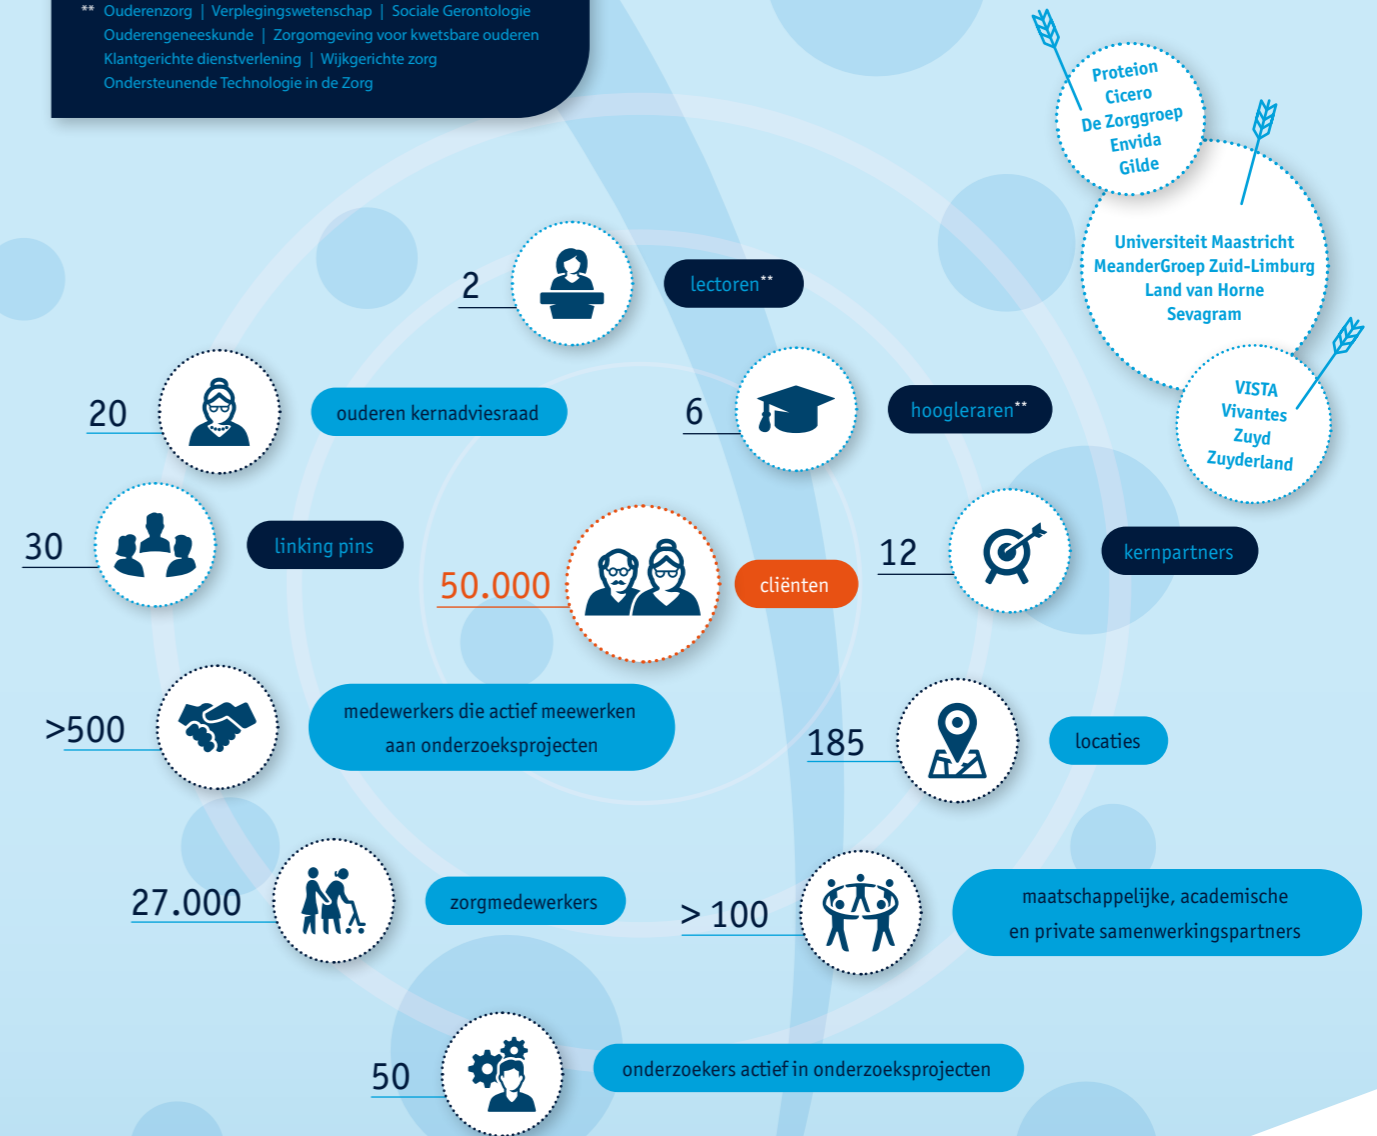 ** Ouderenzorg | Verplegingswetenschap | Sociale Gerontologie
Ouderengeneeskunde | Zorgomgeving voor kwetsbare ouderen
Klantgerichte dienstverlening | Wijkgerichte zorg
Ondersteunende Technologie in de Zorg
Proteion
Cicero
De Zorggroep
Envida
Gilde
Universiteit Maastricht
MeanderGroep Zuid-Limburg
Land van Horne
Sevagram
VISTA
Vivantes
Zuyd
Zuyderland
2 lectoren**
20 ouderen kernadviesraad
6 hoogleraren**
30 linking pins
50.000 cliënten
12 kernpartners
>500 medewerkers die actief meewerken
aan onderzoeksprojecten
185 locaties
27.000 zorgmedewerkers
> 100 maatschappelijke, academische
en private samenwerkingspartners
50 onderzoekers actief in onderzoeksprojecten